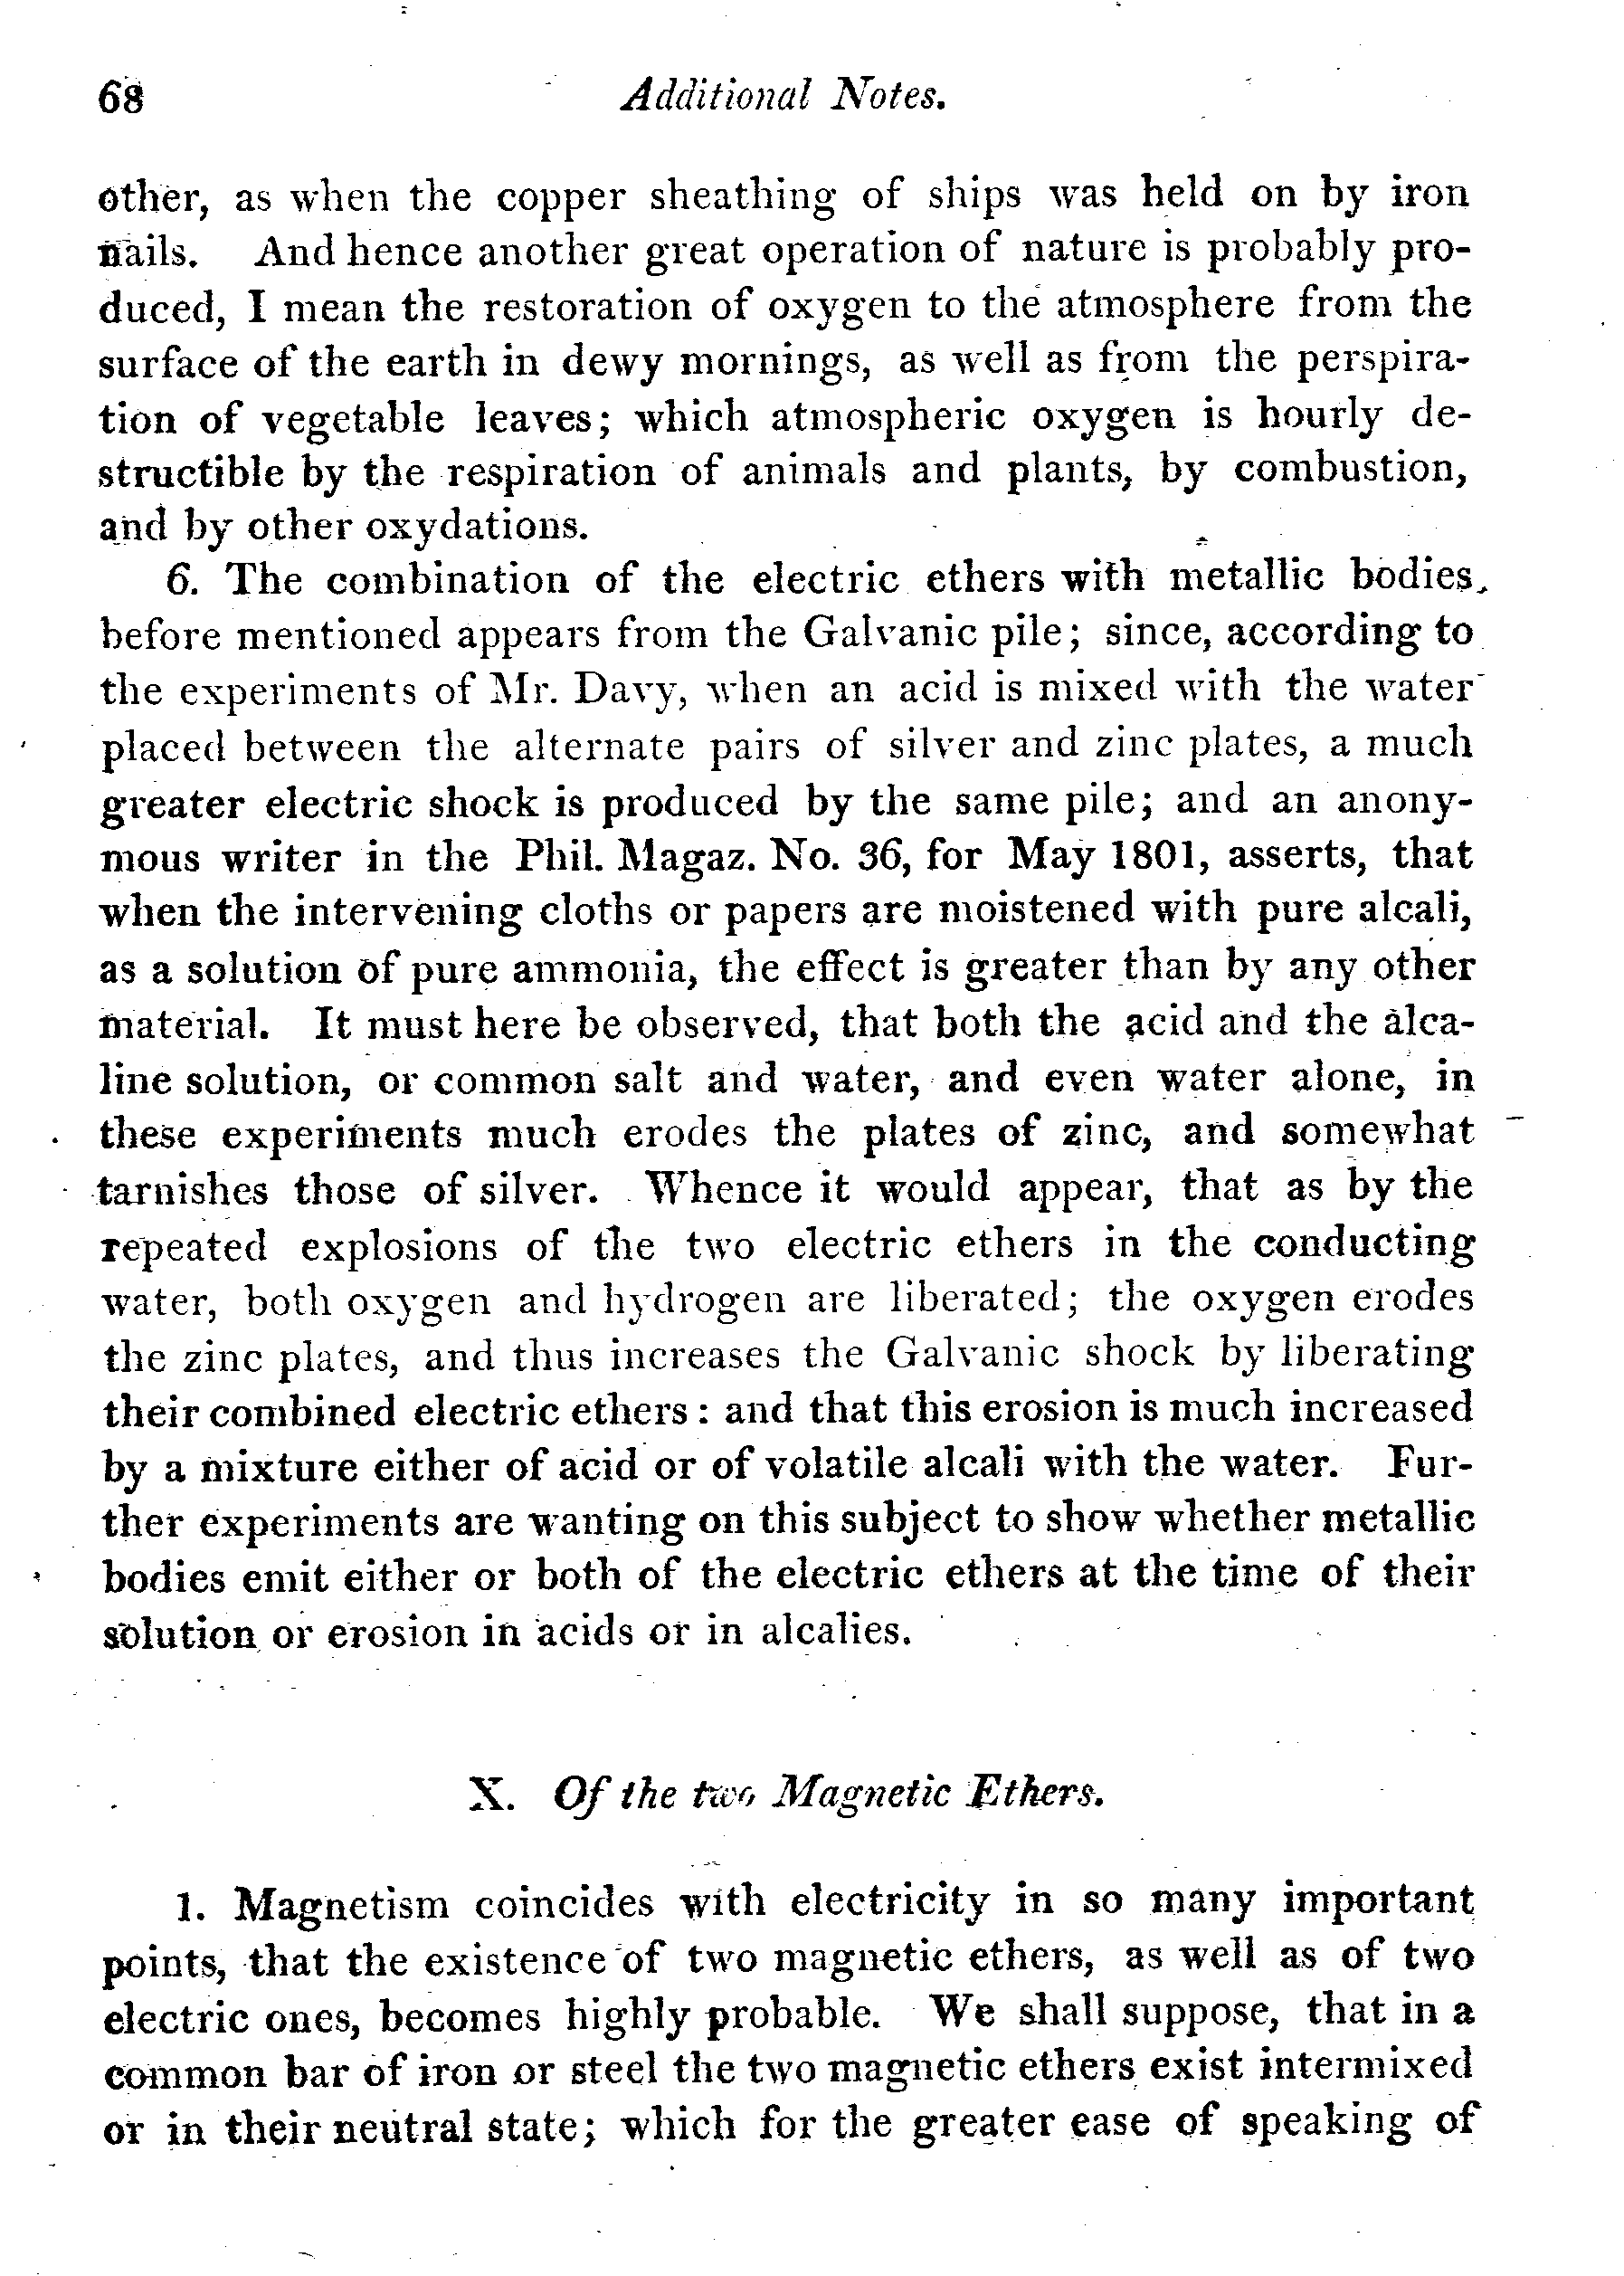 68 Additional Notes.
other, as when the copper sheathing of ships was held on by iron
nails. And hence another great operation of nature is probably pro-
duced, I mean the restoration of oxygen to the atmosphere from the
surface of the earth in dewy mornings, as well as from the perspira-
tion of vegetable leaves; which atmospheric oxygen is hourly de-
structible by the respiration of animals and plants, by combustion,
and by other oxydations.
6. The combination of the electric ethers with metallic bodies,
before mentioned appears from the Galvanic pile; since, according to
the experiments of Mr. Davy, when an acid is mixed with the water
placed between the alternate pairs of silver and zinc plates, a much
greater electric shock is produced by the same pile; and an anony-
mous writer in the Phil. Magaz. No. 36, for May 1801, asserts, that
when the intervening cloths or papers are moistened with pure alcali,
as a solution of pure ammonia, the effect is greater than by any other
material. It must here be observed, that both the acid and the alca-
line solution, or common salt and water, and even water alone, in
these experiments much erodes the plates of zinc, and somewhat
tarnishes those of silver. Whence it would appear, that as by the
repeated explosions of the two electric ethers in the conducting
water, both oxygen and hydrogen are liberated; the oxygen erodes
the zinc plates, and thus increases the Galvanic shock by liberating
their combined electric ethers: and that this erosion is much increased
by a mixture either of acid or of volatile alcali with the water. Fur-
ther experiments are wanting on this subject to show whether metallic
bodies emit either or both of the electric ethers at the time of their
solution or erosion in acids or in alcalies.
X. Of the two Magnetic Ethers.
1. Magnetism coincides with electricity in so many important
points, that the existence of two magnetic ethers, as well as of two
electric ones, becomes highly probable. We shall suppose, that in a
common bar of iron or steel the two magnetic ethers exist intermixed
or in their neutral state; which for the greater ease of speaking of